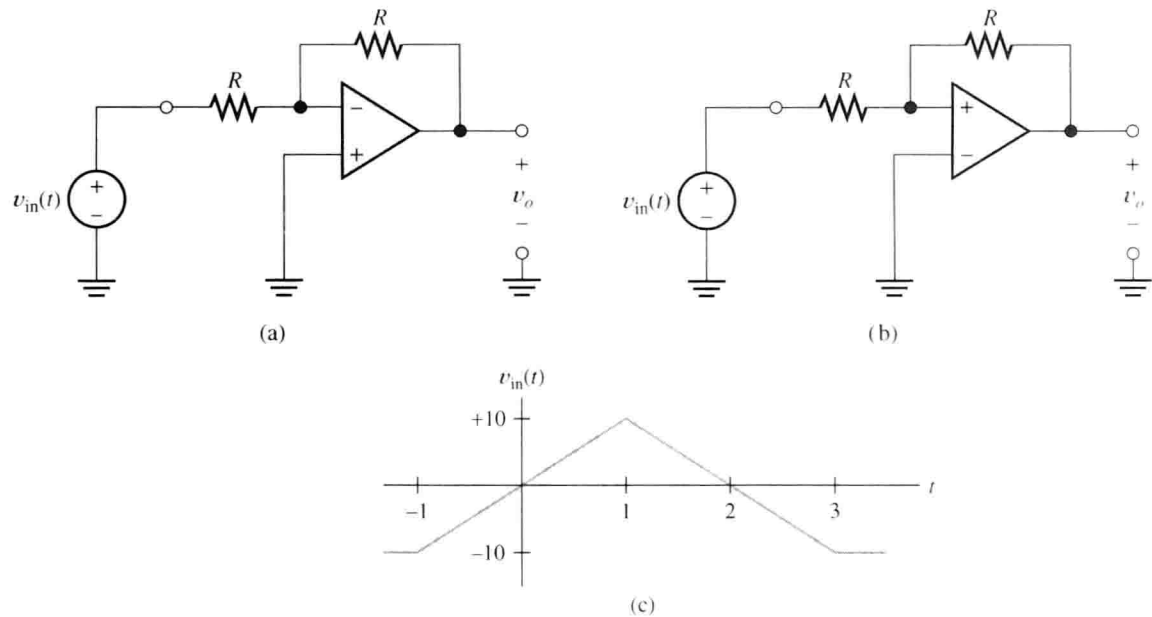 R
R
−
+
+
−
v_in(t)
+
v_o
−
(a)
R
R
+
−
+
−
v_in(t)
+
v_o
−
(b)
v_in(t)
+10
−1
1
2
3
t
−10
(c)